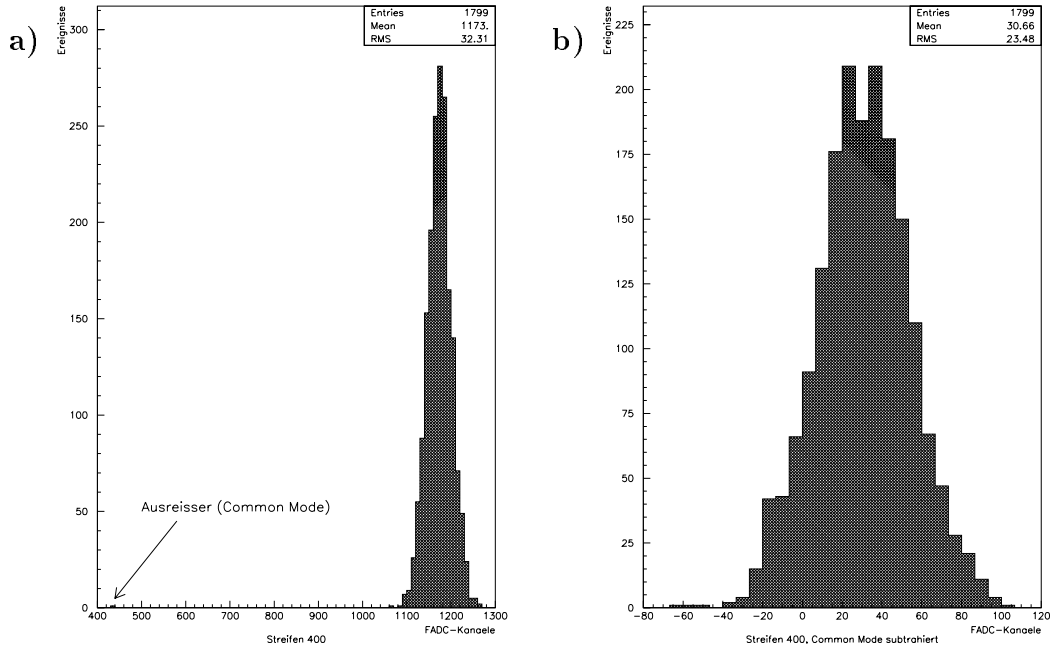 a)
Ereignisse
Entries 1799
Mean 1173.
RMS 32.31
300
250
200
150
100
50
0
Ausreisser (Common Mode)
400 500 600 700 800 900 1000 1100 1200 1300
FADC-Kanaele
Streifen 400
b)
Ereignisse
Entries 1799
Mean 30.66
RMS 23.48
225
200
175
150
125
100
75
50
25
0
-80 -60 -40 -20 0 20 40 60 80 100 120
FADC-Kanaele
Streifen 400, Common Mode subtrahiert